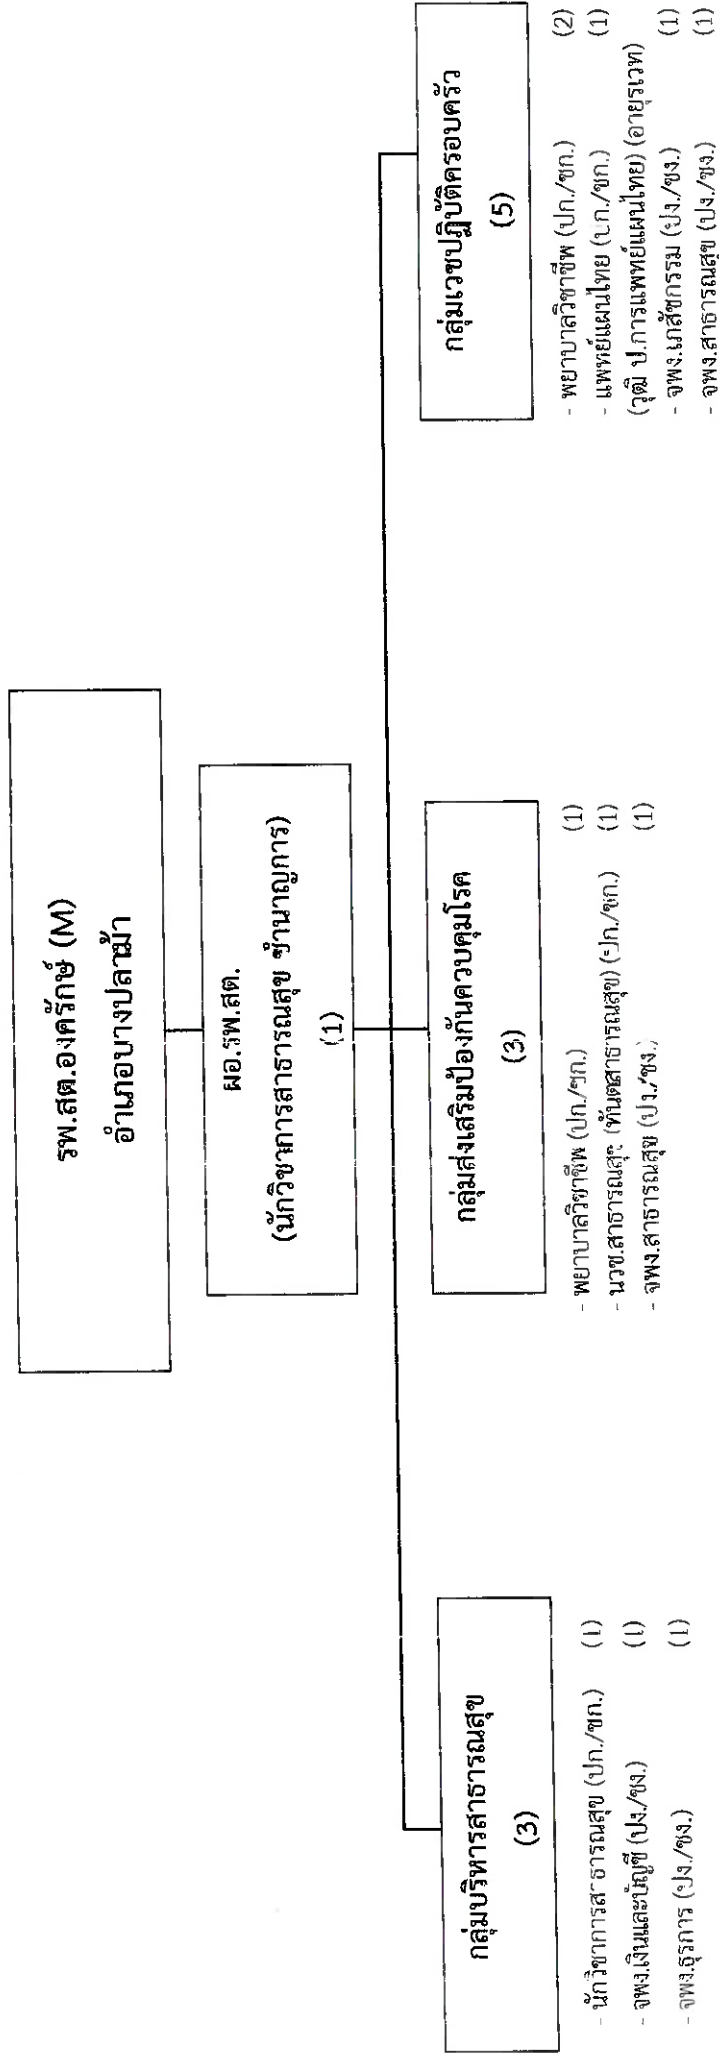 รพ.สต.องครักษ์ (M)
อำเภอบางปลาม้า
ผอ.รพ.สต.
(นักวิชาการสาธารณสุข ชำนาญการ)
(1)
กลุ่มบริหารสาธารณสุข
(3)
- นักวิชาการสาธารณสุข (ปก./ชก.) (1)
- จพง.เงินและบัญชี (ปง./ชง.) (1)
- จพง.ธุรการ (ปง./ชง.) (1)
กลุ่มส่งเสริมป้องกันควบคุมโรค
(3)
- พยาบาลวิชาชีพ (ปก./ชก.) (1)
- นวช.สาธารณสุข (ทันตสาธารณสุข) (ปก./ชก.) (1)
- จพง.สาธารณสุข (ปง./ชง.) (1)
กลุ่มเวชปฏิบัติครอบครัว
(5)
- พยาบาลวิชาชีพ (ปก./ชก.) (2)
- แพทย์แผนไทย (ปก./ชก.) (1)
(วุฒิ ป.การแพทย์แผนไทย) (อายุรเวท)
- จพง.เภสัชกรรม (ปง./ชง.) (1)
- จพง.สาธารณสุข (ปง./ชง.) (1)